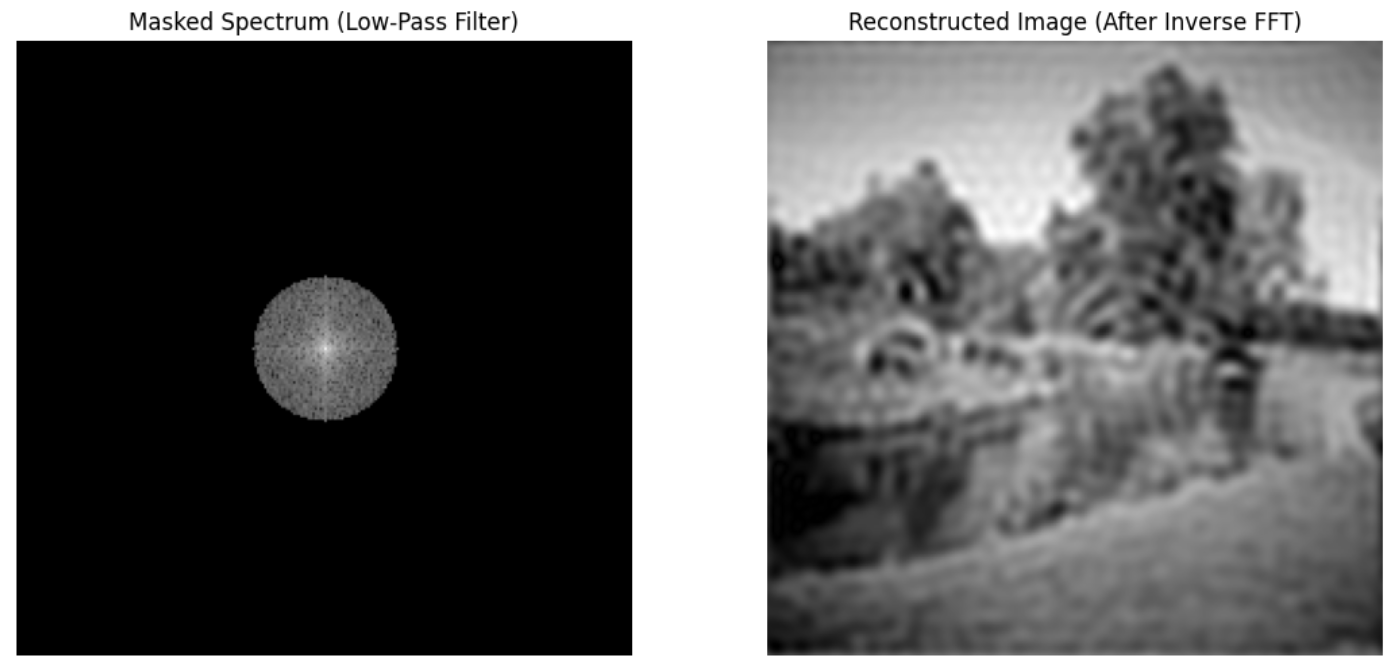 Masked Spectrum (Low-Pass Filter)
Reconstructed Image (After Inverse FFT)